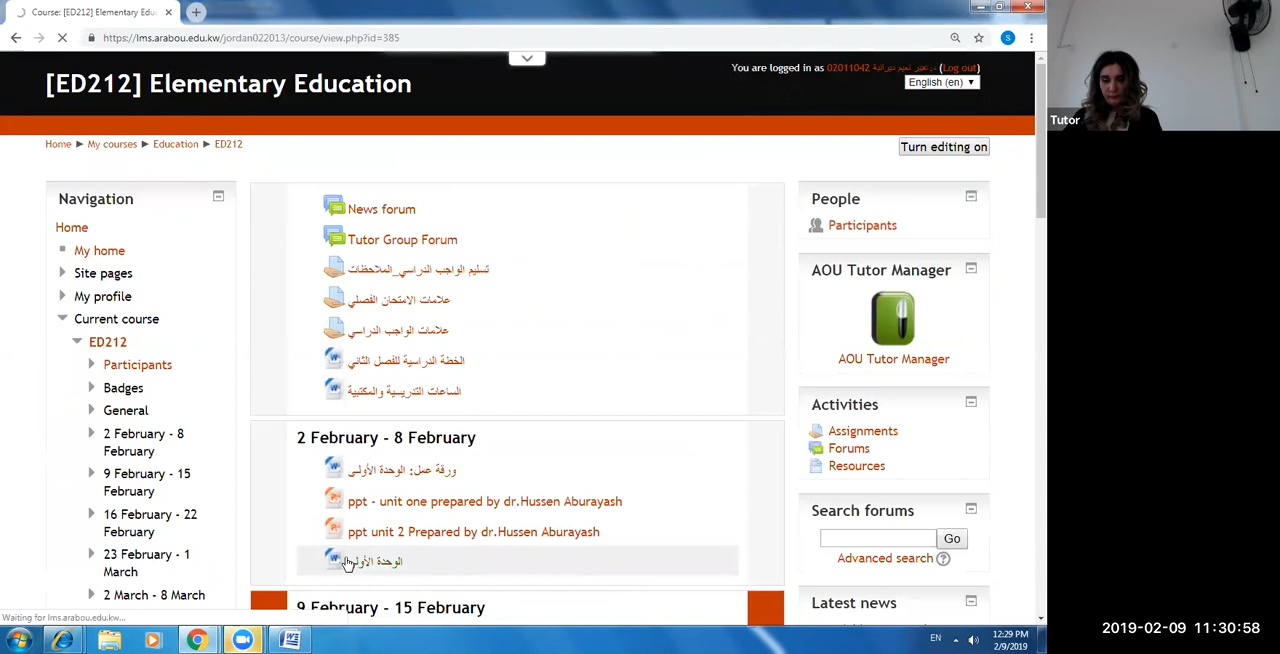 Course: [ED212] Elementary Edu
https://lms.arabou.edu.kw/jordan022013/course/view.php?id=385
S
[ED212] Elementary Education
You are logged in as 02011042 (Log out)
English (en)
Home ► My courses ► Education ► ED212
Turn editing on
Navigation
Home
My home
Site pages
My profile
Current course
ED212
Participants
Badges
General
2 February - 8
February
9 February - 15
February
16 February - 22
February
23 February - 1
March
2 March - 8 March
News forum
Tutor Group Forum
تسليم الواجب الدراسي_الملاحظات
علامات الامتحان الفصلي
علامات الواجب الدراسي
الخطة الدراسية للفصل الثاني
الساعات التدريسية والمكتبية
2 February - 8 February
ورقة عمل: الوحدة الأولى
ppt - unit one prepared by dr.Hussen Aburayash
ppt unit 2 Prepared by dr.Hussen Aburayash
الوحدة الأولى
9 February - 15 February
People
Participants
AOU Tutor Manager
AOU Tutor Manager
Activities
Assignments
Forums
Resources
Search forums
Go
Advanced search
Latest news
Waiting for lms.arabou.edu.kw...
EN
12:29 PM
2/9/2019
Tutor
2019-02-09 11:30:58